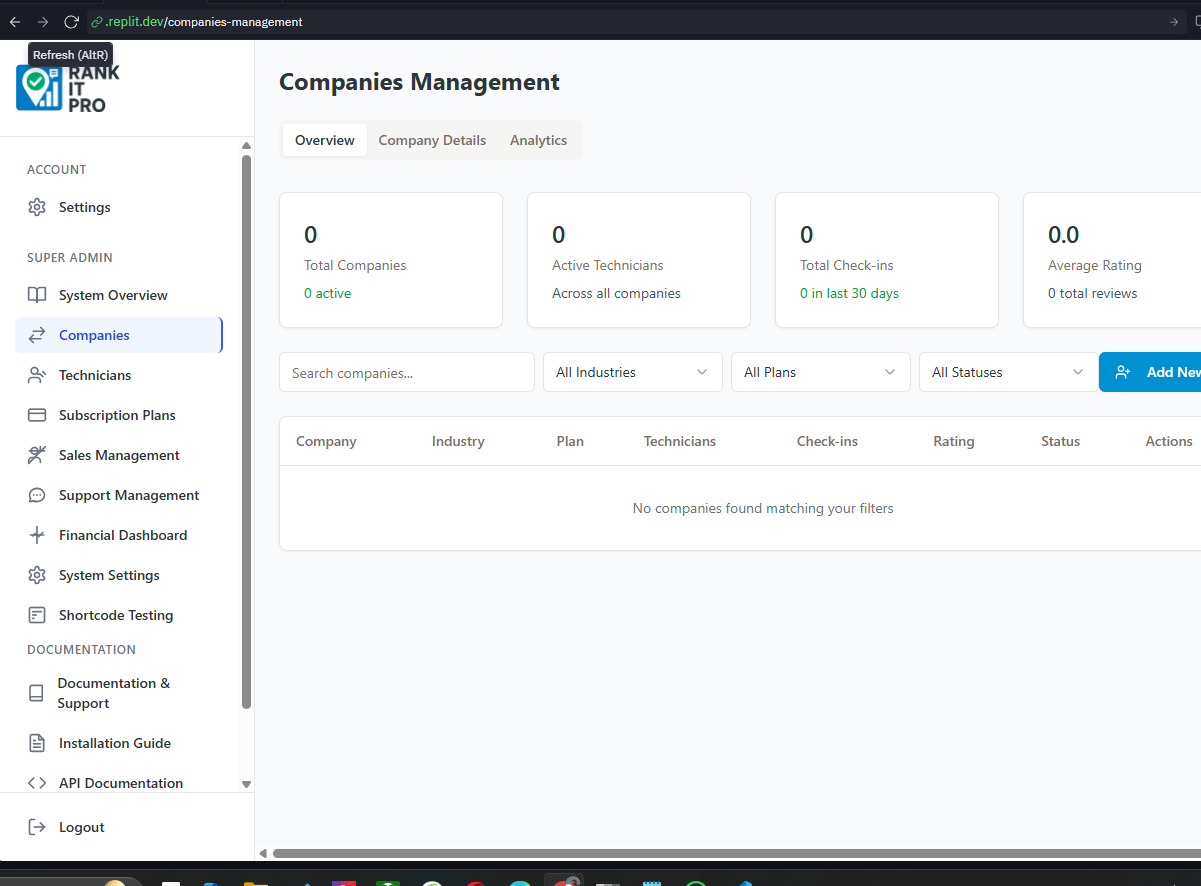 .replit.dev/companies-management
Refresh (AltR)
RANK
IT
PRO
ACCOUNT
Settings
SUPER ADMIN
System Overview
Companies
Technicians
Subscription Plans
Sales Management
Support Management
Financial Dashboard
System Settings
Shortcode Testing
DOCUMENTATION
Documentation &
Support
Installation Guide
API Documentation
Logout
Companies Management
Overview Company Details Analytics
0 0 0 0.0
Total Companies Active Technicians Total Check-ins Average Rating
0 active Across all companies 0 in last 30 days 0 total reviews
Search companies... All Industries All Plans All Statuses Add New
Company Industry Plan Technicians Check-ins Rating Status Actions
No companies found matching your filters